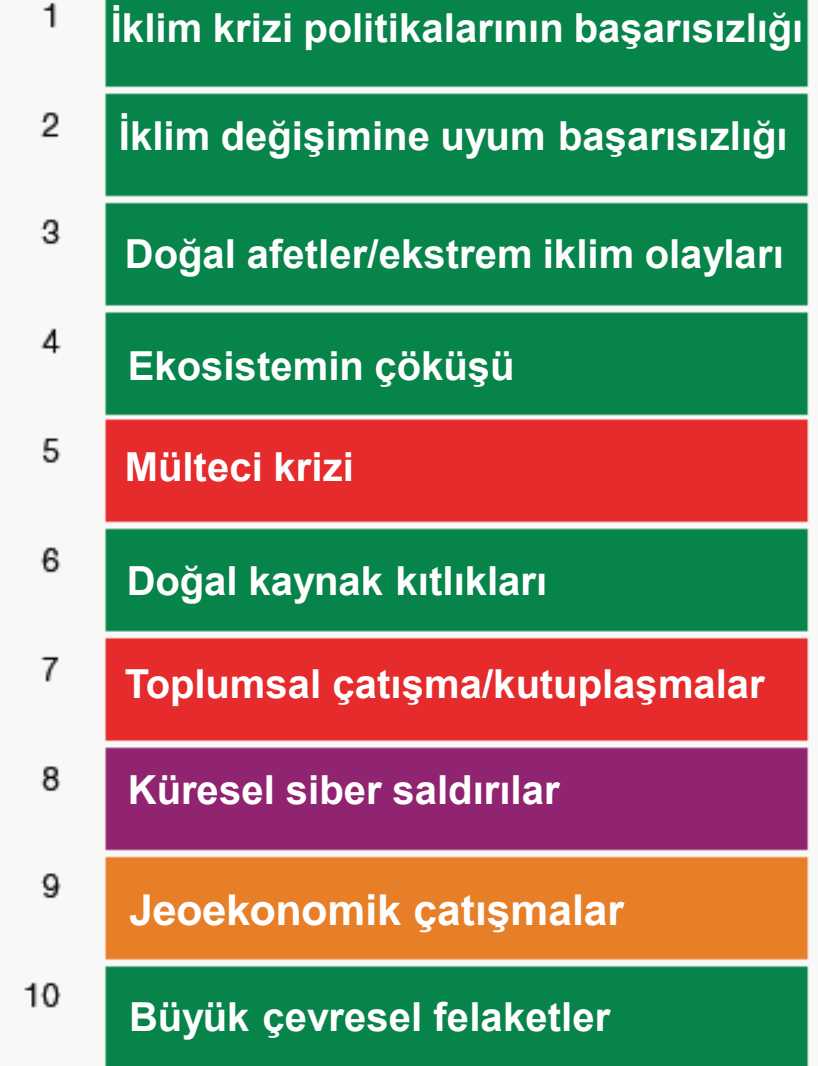 1 İklim krizi politikalarının başarısızlığı
2 İklim değişimine uyum başarısızlığı
3 Doğal afetler/ekstrem iklim olayları
4 Ekosistemin çöküşü
5 Mülteci krizi
6 Doğal kaynak kıtlıkları
7 Toplumsal çatışma/kutuplaşmalar
8 Küresel siber saldırılar
9 Jeoekonomik çatışmalar
10 Büyük çevresel felaketler